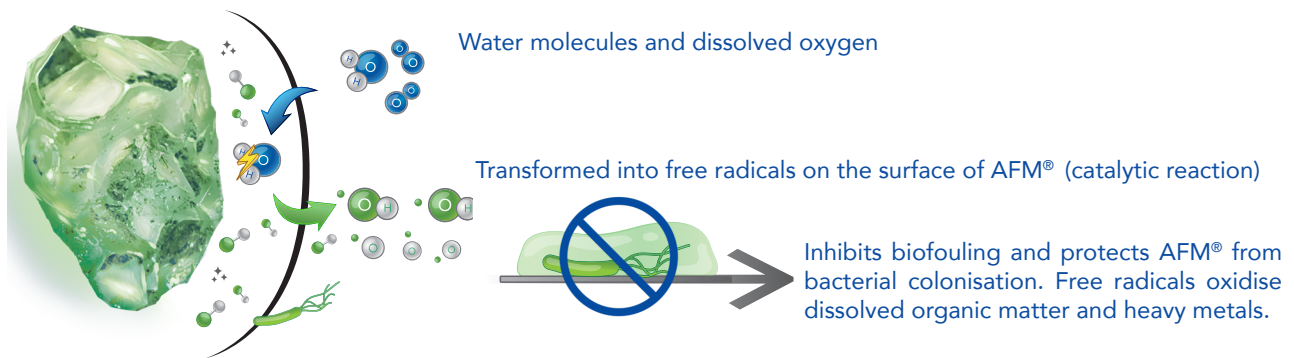 Water molecules and dissolved oxygen
H
O
H
O
O
O
O
H
O
H
Transformed into free radicals on the surface of AFM® (catalytic reaction)
O
H
O
H
O
O
O
Inhibits biofouling and protects AFM® from
bacterial colonisation. Free radicals oxidise
dissolved organic matter and heavy metals.